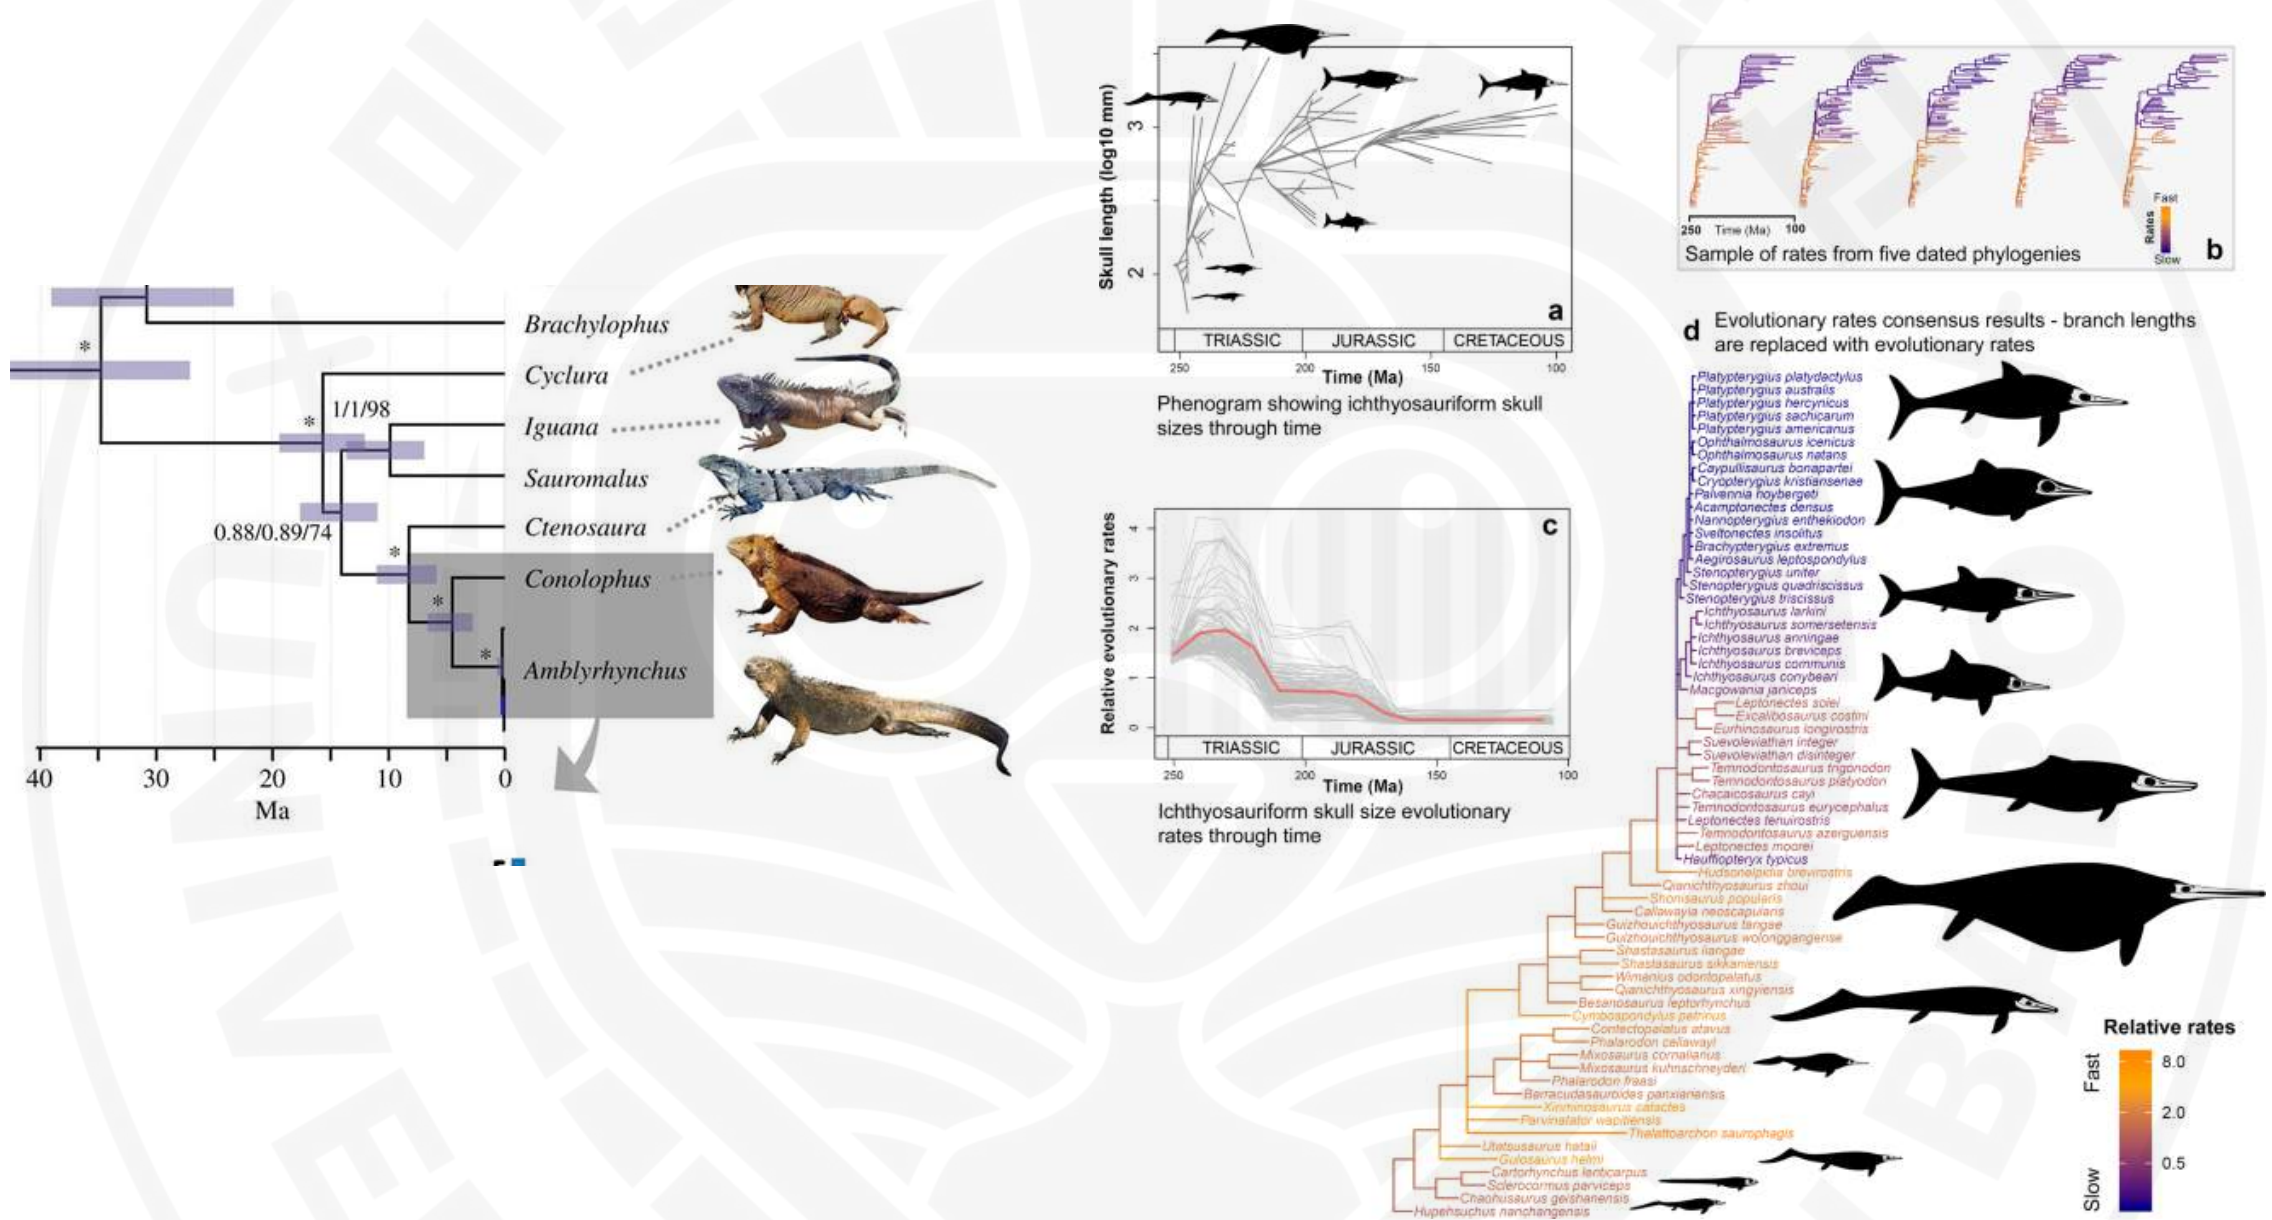 Brachylophus
*
Cyclura
1/1/98
*
Iguana
Sauromalus
0.88/0.89/74
Ctenosaura
*
Conolophus
*
*
Amblyrhynchus
40 30 20 10 0
Ma
Skull length (log10 mm)
3
2
a
TRIASSIC JURASSIC CRETACEOUS
250 200 150 100
Time (Ma)
Phenogram showing ichthyosauriform skull
sizes through time
250 Time (Ma) 100
Fast
Rates
Slow
Sample of rates from five dated phylogenies
b
c
Relative evolutionary rates
4
3
2
1
0
TRIASSIC JURASSIC CRETACEOUS
250 200 150 100
Time (Ma)
Ichthyosauriform skull size evolutionary
rates through time
d
Evolutionary rates consensus results - branch lengths
are replaced with evolutionary rates
Platypterygius platydactylus
Platypterygius australis
Platypterygius hercynicus
Platypterygius sachicarum
Platypterygius americanus
Ophthalmosaurus icenicus
Ophthalmosaurus natans
Caypullisaurus bonapartei
Cryopterygius kristiansenae
Palvennia hoybergeti
Acamptonectes densus
Nannopterygius enthekiodon
Sveltonectes insolitus
Brachypterygius extremus
Aegirosaurus leptospondylus
Stenopterygius uniter
Stenopterygius quadriscissus
Stenopterygius triscissus
Ichthyosaurus larkini
Ichthyosaurus somersetensis
Ichthyosaurus anningae
Ichthyosaurus breviceps
Ichthyosaurus communis
Ichthyosaurus conybeari
Macgowania janiceps
Leptonectes solei
Excalibosaurus costini
Eurhinosaurus longirostris
Suevoleviathan integer
Suevoleviathan disinteger
Temnodontosaurus trigonodon
Temnodontosaurus platyodon
Chacaicosaurus cayi
Temnodontosaurus eurycephalus
Leptonectes tenuirostris
Temnodontosaurus azerguensis
Leptonectes moorei
Hauffiopteryx typicus
Hudsonelpidia brevirostris
Qianichthyosaurus zhoui
Shonisaurus popularis
Callawayia neoscapularis
Guizhouichthyosaurus tangae
Guizhouichthyosaurus wolonggangense
Shastasaurus liangae
Shastasaurus sikkaniensis
Wimanius odontopalatus
Qianichthyosaurus xingyiensis
Besanosaurus leptorhynchus
Cymbospondylus petrinus
Contectopalatus atavus
Phalarodon callawayi
Mixosaurus cornalianus
Mixosaurus kuhnschnyderi
Phalarodon fraasi
Barracudasauroides panxianensis
Xinminosaurus catactes
Parvinatator wapitiensis
Thalattoarchon saurophagis
Utatsusaurus hataii
Gulosaurus helmi
Cartorhynchus lenticarpus
Sclerocormus parviceps
Chaohusaurus geishanensis
Hupehsuchus nanchangensis
Relative rates
Fast
Slow
8.0
2.0
0.5